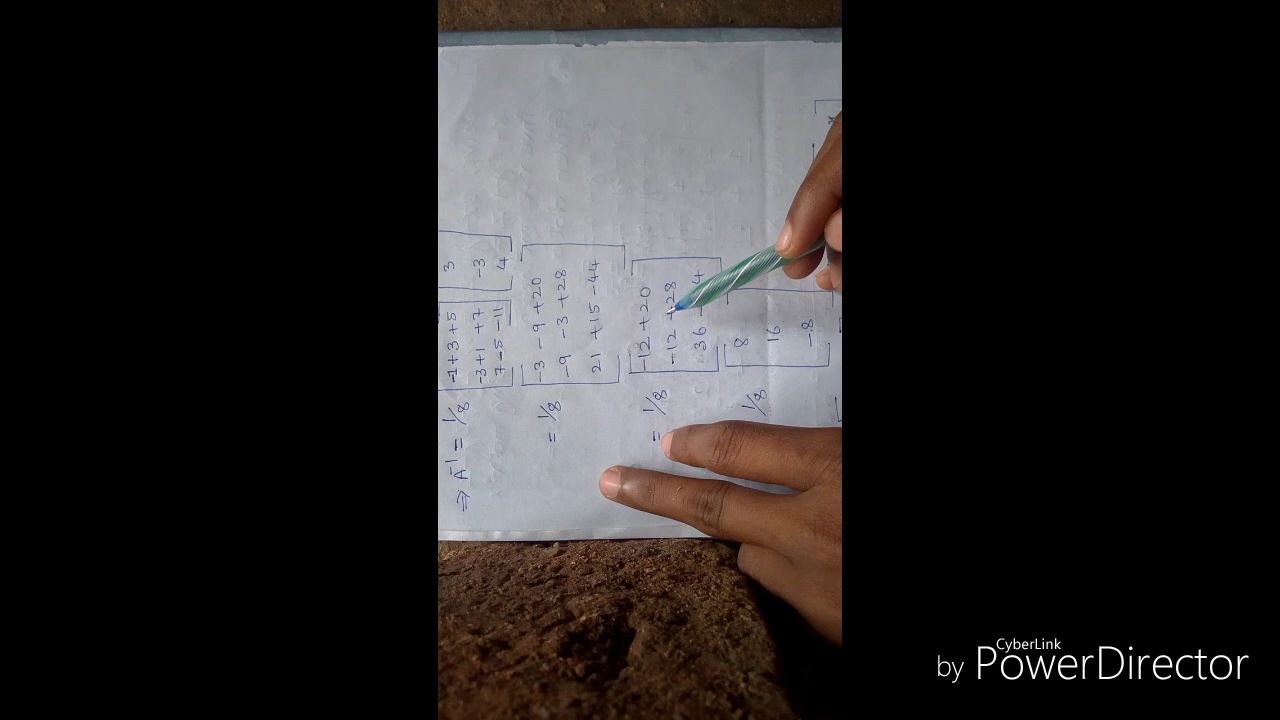 ⇒ A⁻¹ = 1/8 -1 +3 +5 3
-3 +1 +7 -3
7 -5 -11 4
= 1/8 -3 -9 +20
-9 -3 +28
21 +15 -44
= 1/8 -12 +20
-12 +28
36 - 4
1/8 8
16
-8
CyberLink
by PowerDirector